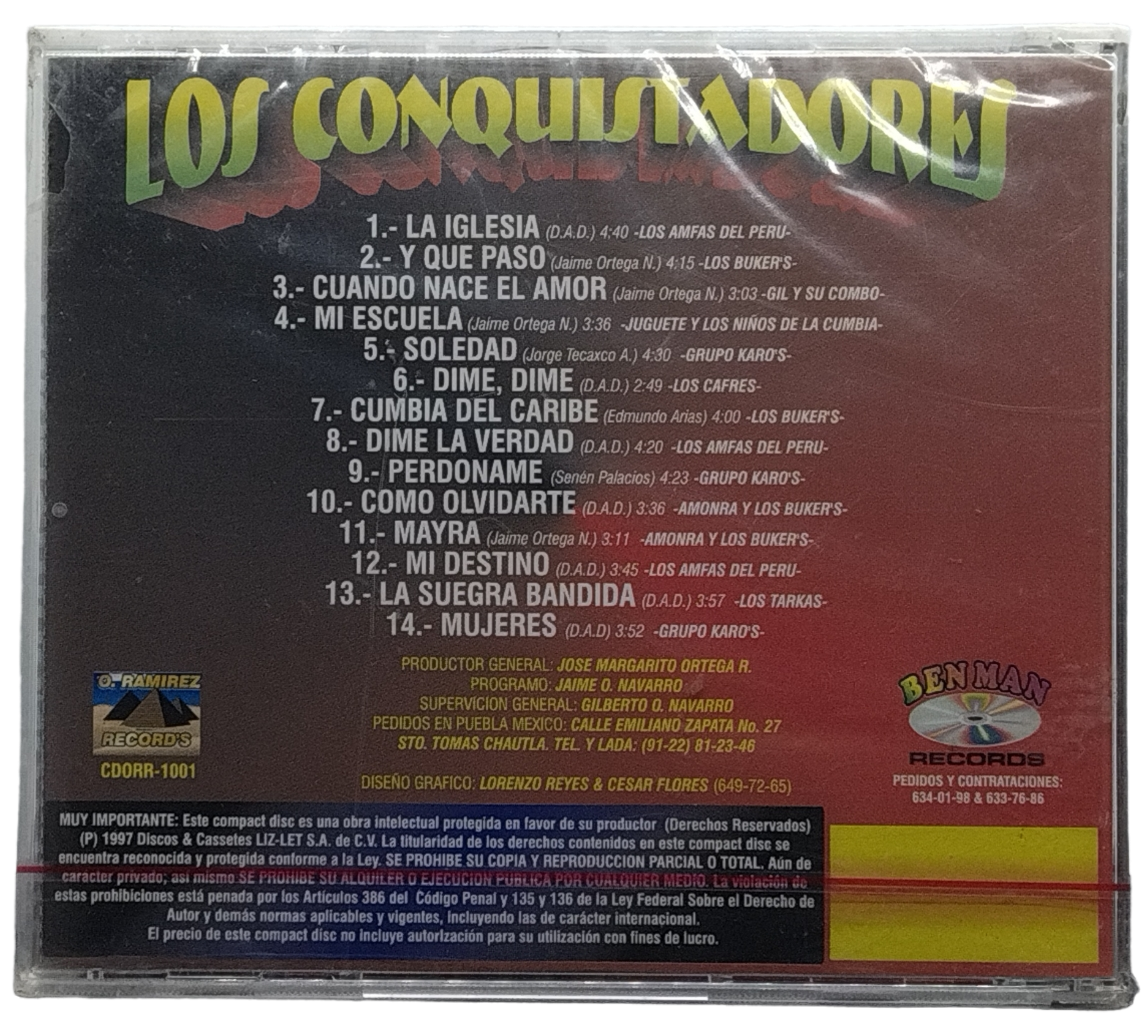 LOS CONQUISTADORES
1.- LA IGLESIA (D.A.D.) 4:40 -LOS AMFAS DEL PERU-
2.- Y QUE PASO (Jaime Ortega N.) 4:15 -LOS BUKER'S-
3.- CUANDO NACE EL AMOR (Jaime Ortega N.) 3:03 -GIL Y SU COMBO-
4.- MI ESCUELA (Jaime Ortega N.) 3:36 -JUGUETE Y LOS NIÑOS DE LA CUMBIA-
5.- SOLEDAD (Jorge Tecaxco A.) 4:30 -GRUPO KARO'S-
6.- DIME, DIME (D.A.D.) 2:49 -LOS CAFRES-
7.- CUMBIA DEL CARIBE (Edmundo Arias) 4:00 -LOS BUKER'S-
8.- DIME LA VERDAD (D.A.D.) 4:20 -LOS AMFAS DEL PERU-
9.- PERDONAME (Senén Palacios) 4:23 -GRUPO KARO'S-
10.- COMO OLVIDARTE (D.A.D.) 3:36 -AMONRA Y LOS BUKER'S-
11.- MAYRA (Jaime Ortega N.) 3:11 -AMONRA Y LOS BUKER'S-
12.- MI DESTINO (D.A.D.) 3:45 -LOS AMFAS DEL PERU-
13.- LA SUEGRA BANDIDA (D.A.D.) 3:57 -LOS TARKAS-
14.- MUJERES (D.A.D) 3:52 -GRUPO KARO'S-
PRODUCTOR GENERAL: JOSE MARGARITO ORTEGA R.
PROGRAMO: JAIME O. NAVARRO
SUPERVICION GENERAL: GILBERTO O. NAVARRO
PEDIDOS EN PUEBLA MEXICO: CALLE EMILIANO ZAPATA No. 27
STO. TOMAS CHAUTLA. TEL. Y LADA: (91-22) 81-23-46
DISEÑO GRAFICO: LORENZO REYES & CESAR FLORES (649-72-65)
O. RAMIREZ
RECORD'S
CDORR-1001
BEN MAN
RECORDS
PEDIDOS Y CONTRATACIONES:
634-01-98 & 633-76-86
MUY IMPORTANTE: Este compact disc es una obra intelectual protegida en favor de su productor (Derechos Reservados)
(P) 1997 Discos & Cassetes LIZ-LET S.A. de C.V. La titularidad de los derechos contenidos en este compact disc se
encuentra reconocida y protegida conforme a la Ley. SE PROHIBE SU COPIA Y REPRODUCCION PARCIAL O TOTAL. Aún de
caracter privado; así mismo SE PROHIBE SU ALQUILER O EJECUCION PUBLICA POR CUALQUIER MEDIO. La violación de
estas prohibiciones está penada por los Artículos 386 del Código Penal y 135 y 136 de la Ley Federal Sobre el Derecho de
Autor y demás normas aplicables y vigentes, incluyendo las de carácter internacional.
El precio de este compact disc no incluye autorización para su utilización con fines de lucro.